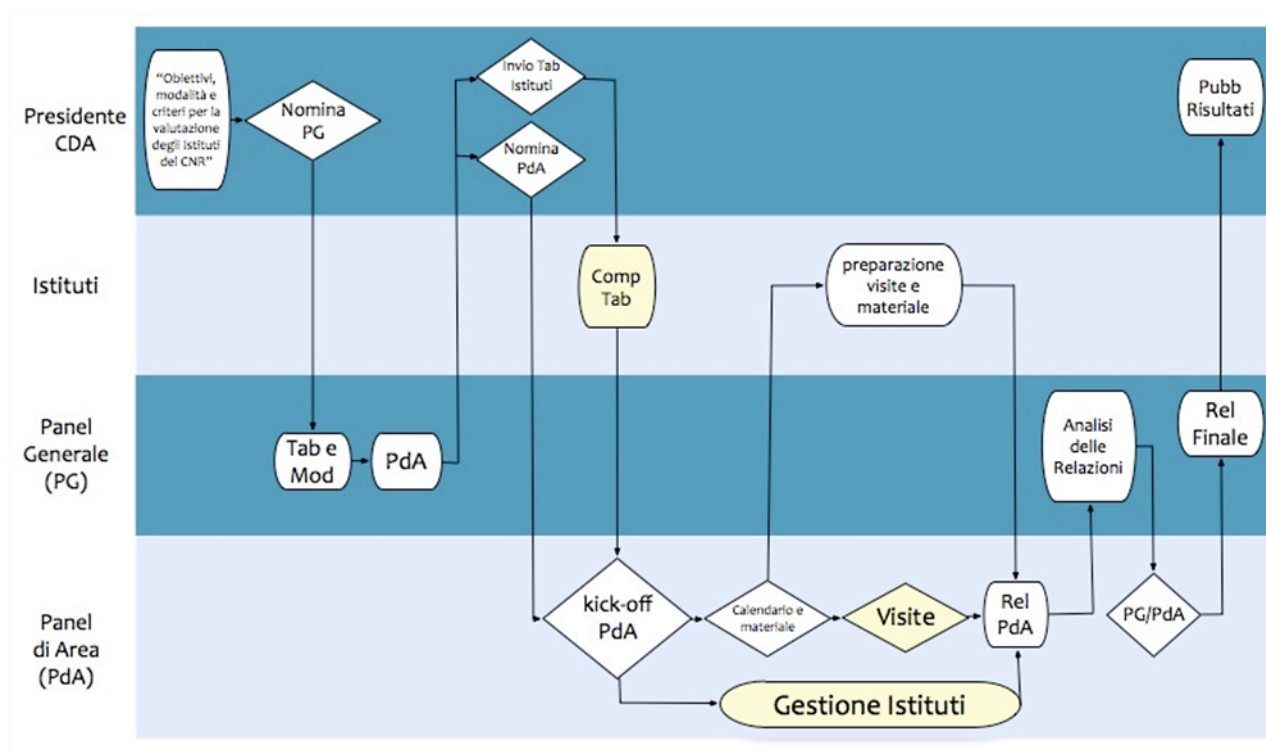 Presidente
CDA
"Obiettivi,
modalità e
criteri per la
valutazione
degli Istituti
del CNR"
Nomina
PG
Invio Tab
Istituti
Nomina
PdA
Pubb
Risultati
Istituti
Comp
Tab
preparazione
visite e
materiale
Panel
Generale
(PG)
Tab e
Mod
PdA
Analisi
delle
Relazioni
Rel
Finale
Panel
di Area
(PdA)
kick-off
PdA
Calendario e
materiale
Visite
Rel
PdA
PG/PdA
Gestione Istituti